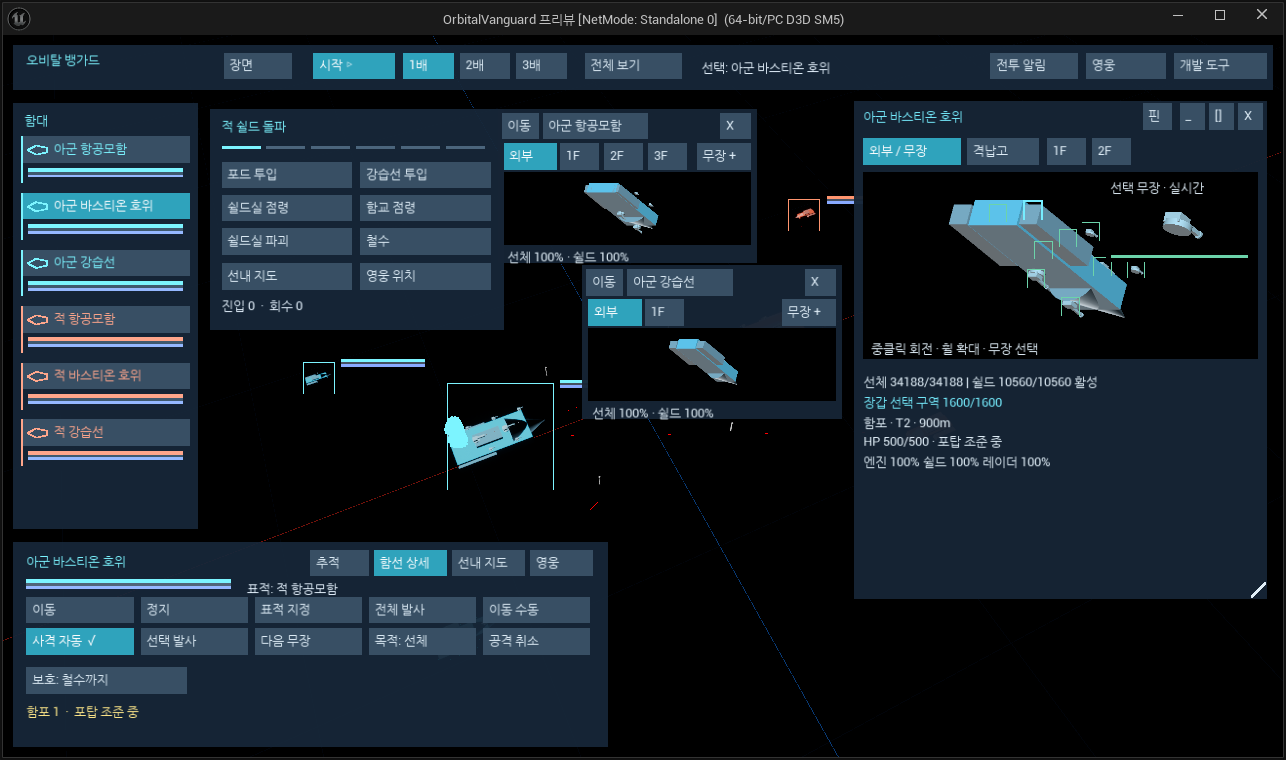 OrbitalVanguard 프리뷰 [NetMode: Standalone 0] (64-bit/PC D3D SM5)
오비탈 뱅가드
장면
시작 >
1배
2배
3배
전체 보기
선택: 아군 바스티온 호위
전투 알림
영웅
개발 도구
함대
아군 항공모함
아군 바스티온 호위
아군 강습선
적 항공모함
적 바스티온 호위
적 강습선
적 쉴드 돌파
포드 투입
강습선 투입
쉴드실 점령
함교 점령
쉴드실 파괴
철수
선내 지도
영웅 위치
진입 0 · 회수 0
이동
아군 항공모함
X
외부
1F
2F
3F
무장 +
선체 100% · 쉴드 100%
이동
아군 강습선
X
외부
1F
무장 +
선체 100% · 쉴드 100%
아군 바스티온 호위
핀
_
[]
X
외부 / 무장
격납고
1F
2F
선택 무장 · 실시간
중클릭 회전 · 휠 확대 · 무장 선택
선체 34188/34188 | 쉴드 10560/10560 활성
장갑 선택 구역 1600/1600
함포 · T2 · 900m
HP 500/500 · 포탑 조준 중
엔진 100% 쉴드 100% 레이더 100%
아군 바스티온 호위
추적
함선 상세
선내 지도
영웅
표적: 적 항공모함
이동
정지
표적 지정
전체 발사
이동 수동
사격 자동 √
선택 발사
다음 무장
목적: 선체
공격 취소
보호: 철수까지
함포 1 · 포탑 조준 중